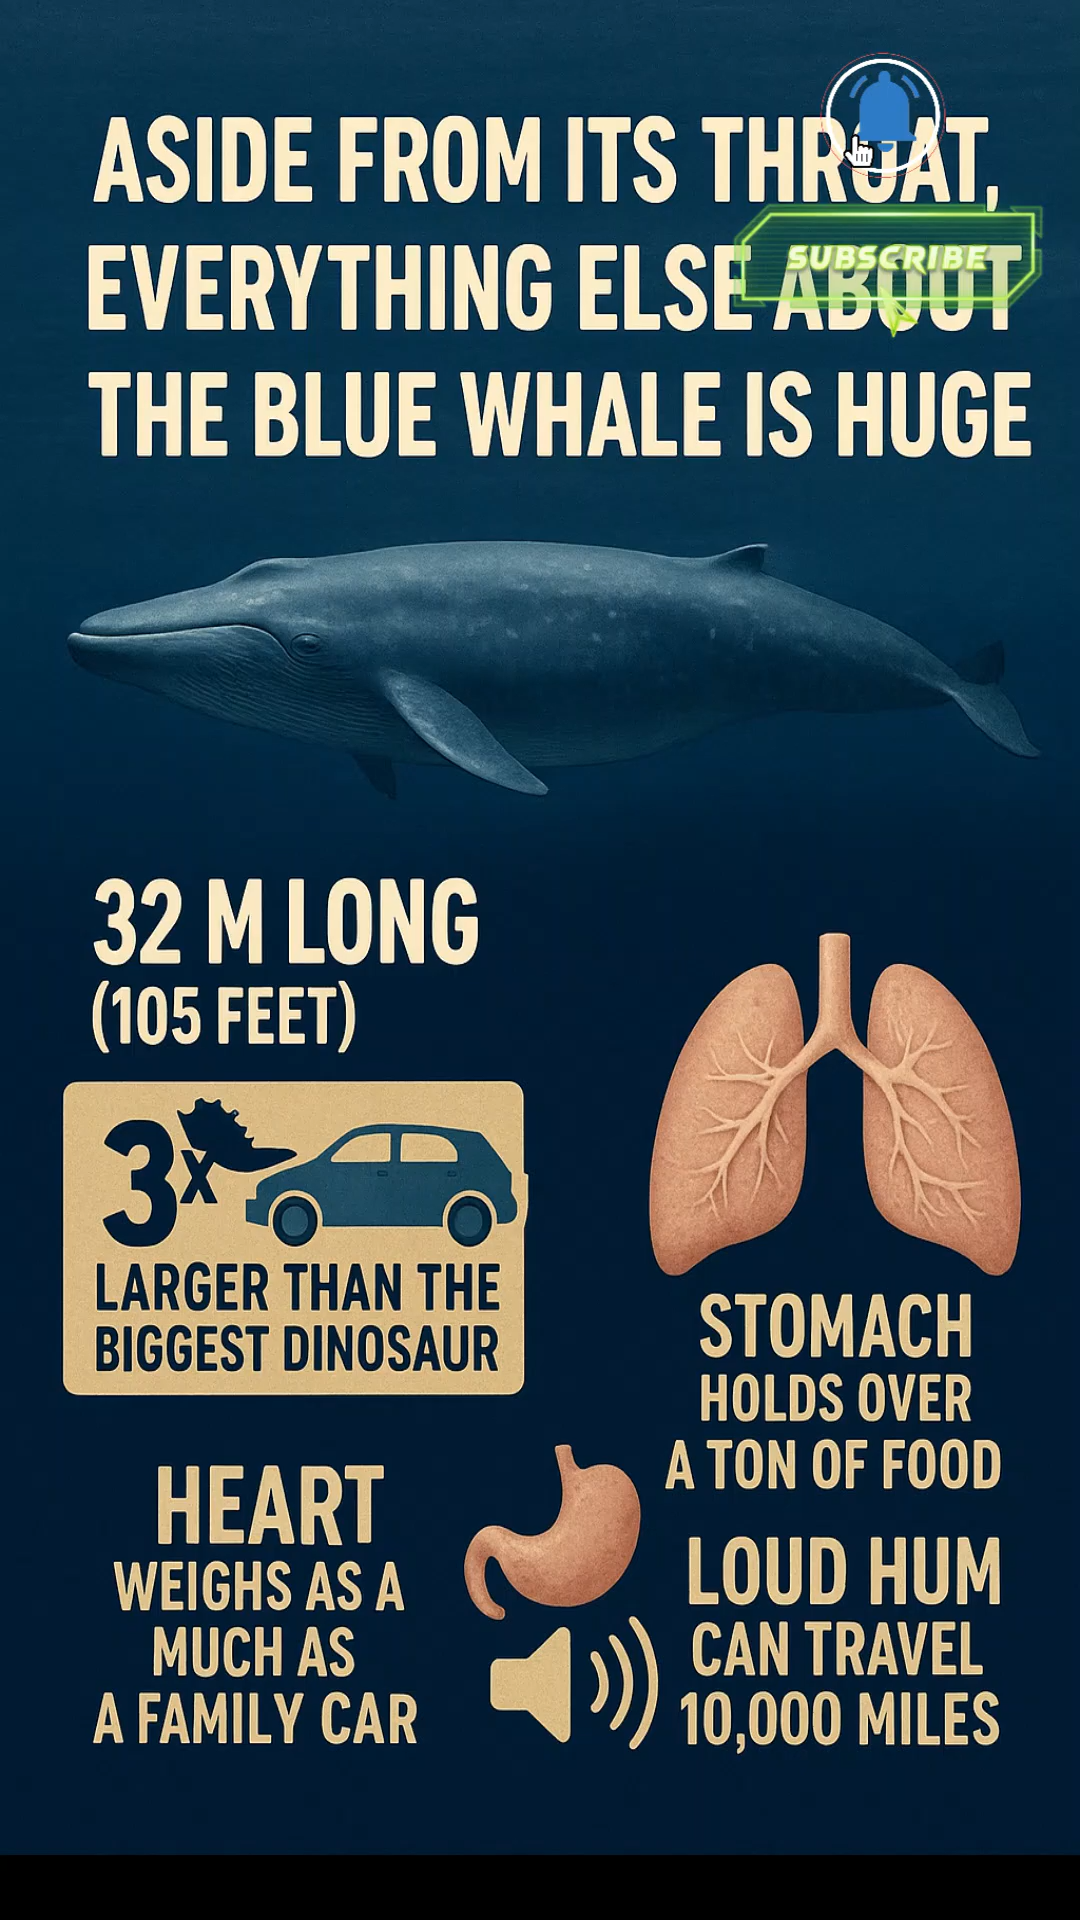 ASIDE FROM ITS THROAT,
EVERYTHING ELSE ABOUT
THE BLUE WHALE IS HUGE
SUBSCRIBE
32 M LONG
(105 FEET)
3x
LARGER THAN THE
BIGGEST DINOSAUR
STOMACH
HOLDS OVER
A TON OF FOOD
HEART
WEIGHS AS A
MUCH AS
A FAMILY CAR
LOUD HUM
CAN TRAVEL
10,000 MILES